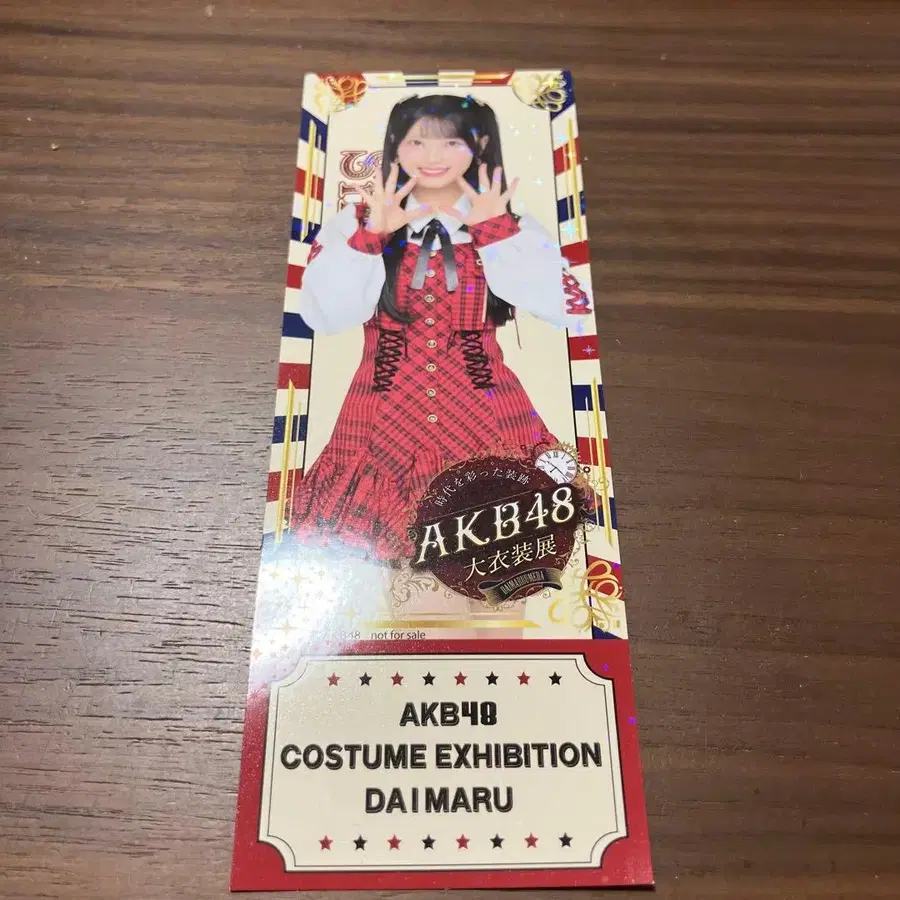 時代を彩った装跡
AKB48
大衣装展
DAIMARUUMEDA
AKB48 not for sale
AKB48
COSTUME EXHIBITION
DAIMARU